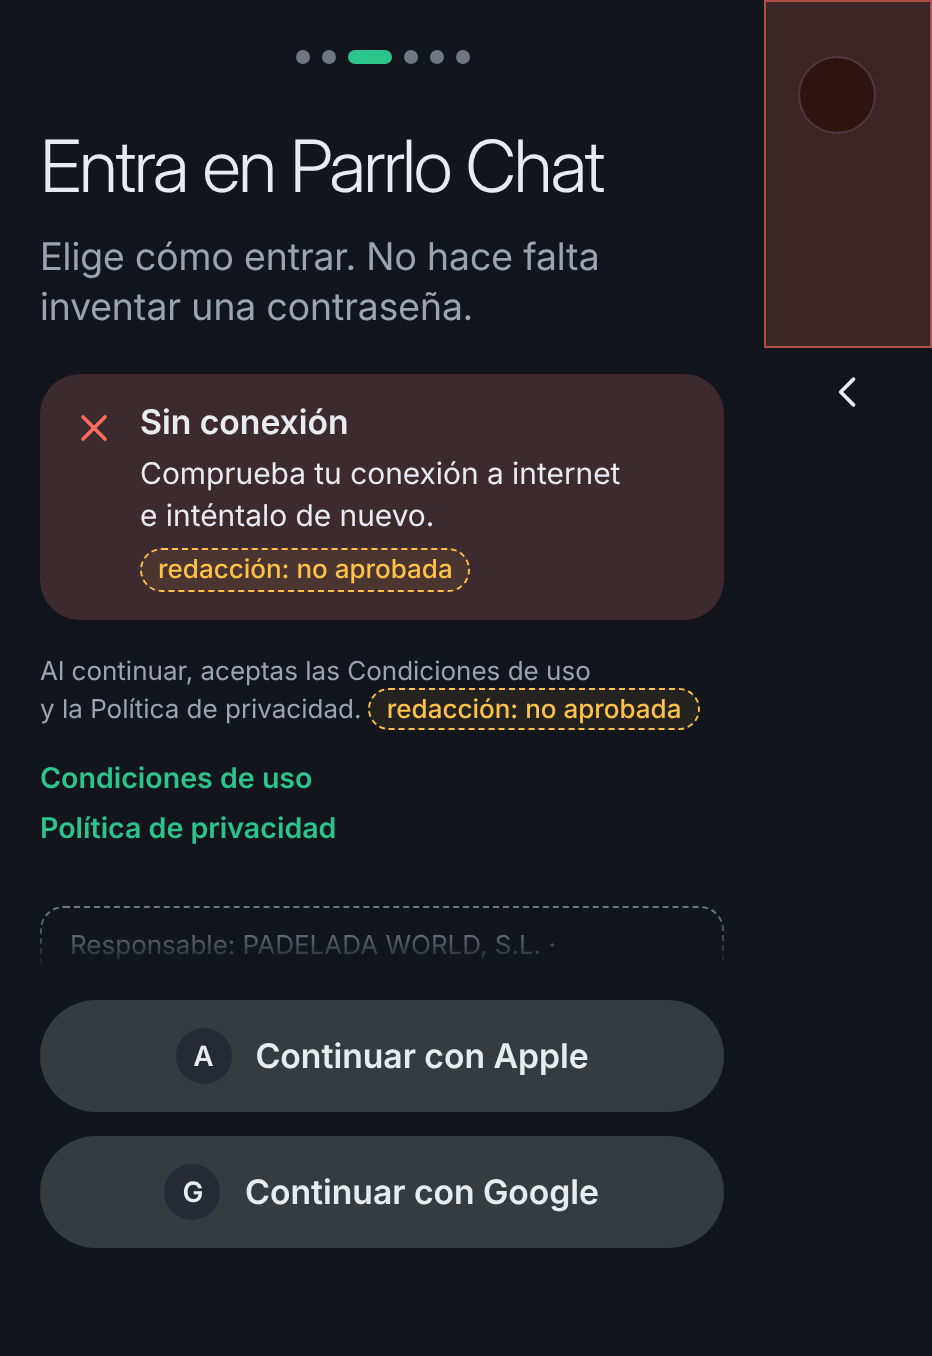 Entra en Parrlo Chat
Elige cómo entrar. No hace falta
inventar una contraseña.
Sin conexión
Comprueba tu conexión a internet
e inténtalo de nuevo.
redacción: no aprobada
Al continuar, aceptas las Condiciones de uso
y la Política de privacidad. redacción: no aprobada
Condiciones de uso
Política de privacidad
Responsable: PADELADA WORLD, S.L. ·
A Continuar con Apple
G Continuar con Google